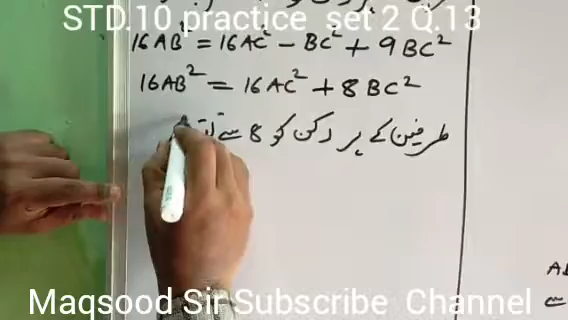 STD.10 practice set 2 Q.13
16AB² = 16AC² - BC² + 9BC²
16AB² = 16AC² + 8BC²
طرفین کے ہر رکن کو 8 سے
سے
Maqsood Sir Subscribe Channel